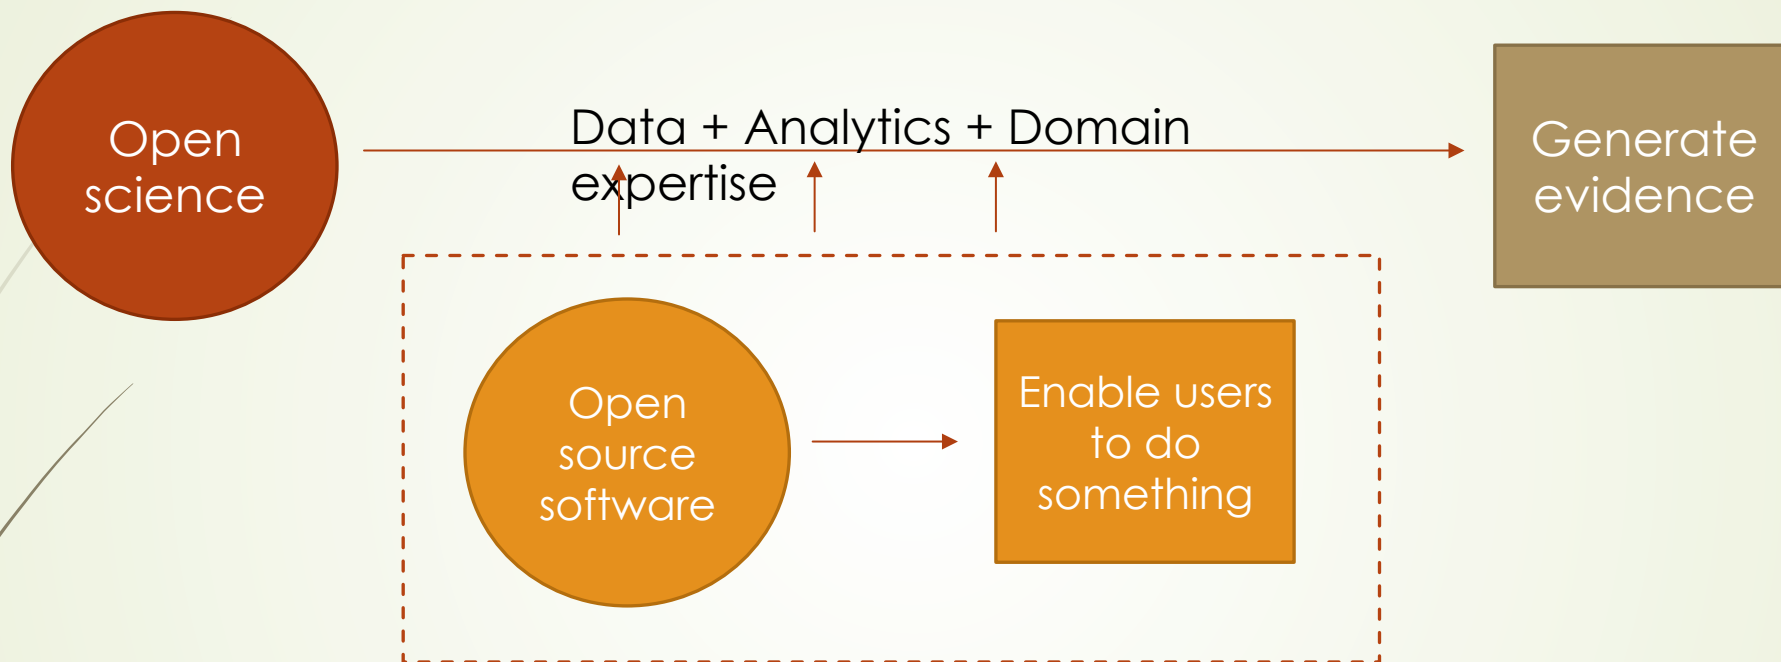 Open
science
Data + Analytics + Domain
expertise
Generate
evidence
Open
source
software
Enable users
to do
something